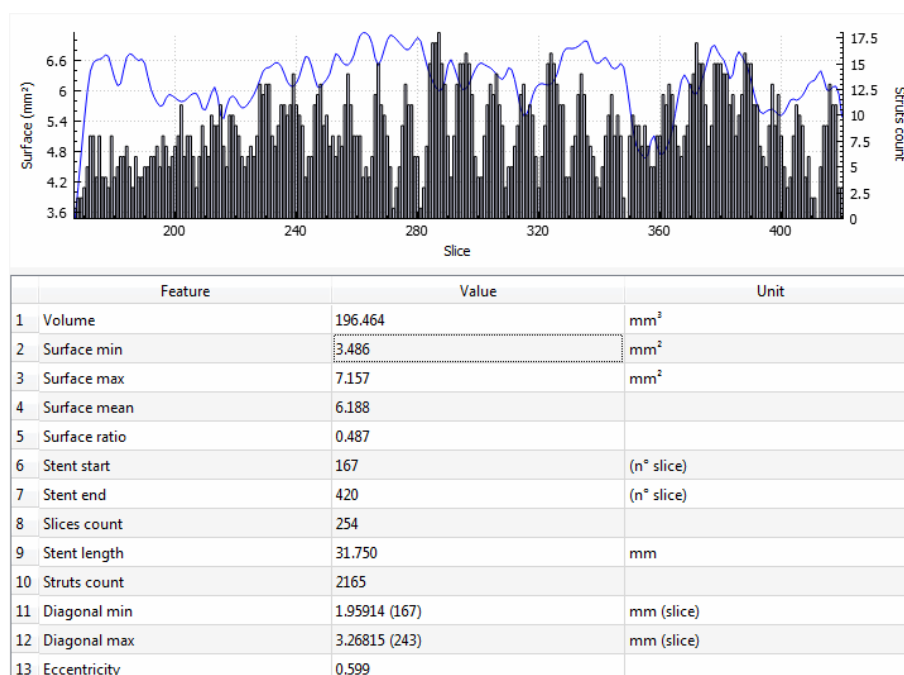 6.6
6
5.4
4.8
4.2
3.6
Surface (mm²)
17.5
15
12.5
10
7.5
5
2.5
0
Struts count
200 240 280 320 360 400
Slice
Feature Value Unit
1 Volume 196.464 mm³
2 Surface min 3.486 mm²
3 Surface max 7.157 mm²
4 Surface mean 6.188
5 Surface ratio 0.487
6 Stent start 167 (n° slice)
7 Stent end 420 (n° slice)
8 Slices count 254
9 Stent length 31.750 mm
10 Struts count 2165
11 Diagonal min 1.95914 (167) mm (slice)
12 Diagonal max 3.26815 (243) mm (slice)
13 Eccentricity 0.599